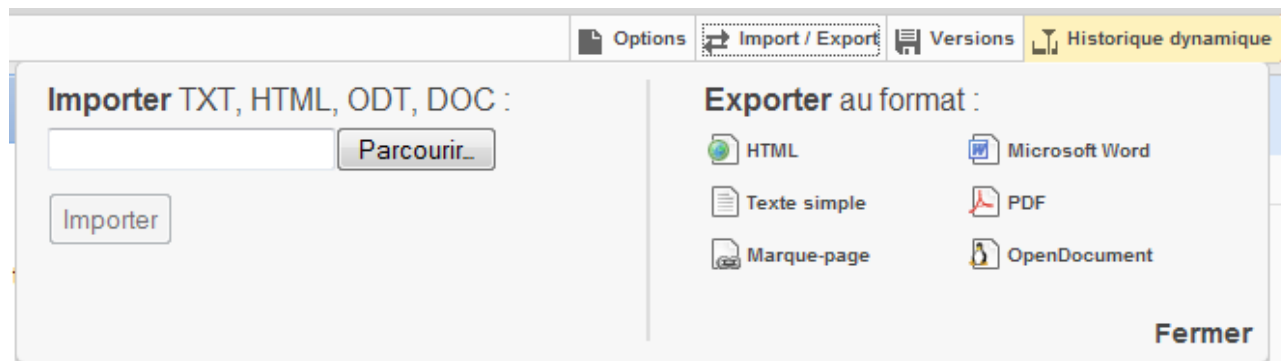 Options Import / Export Versions Historique dynamique
Importer TXT, HTML, ODT, DOC :
Parcourir...
Importer
Exporter au format :
HTML Microsoft Word
Texte simple PDF
Marque-page OpenDocument
Fermer